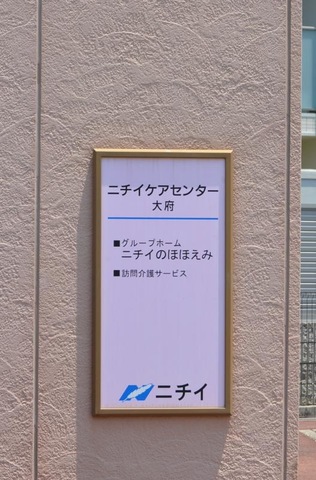 ニチイケアセンター
大府
■グループホーム
ニチイのほほえみ
■訪問介護サービス
ニチイ